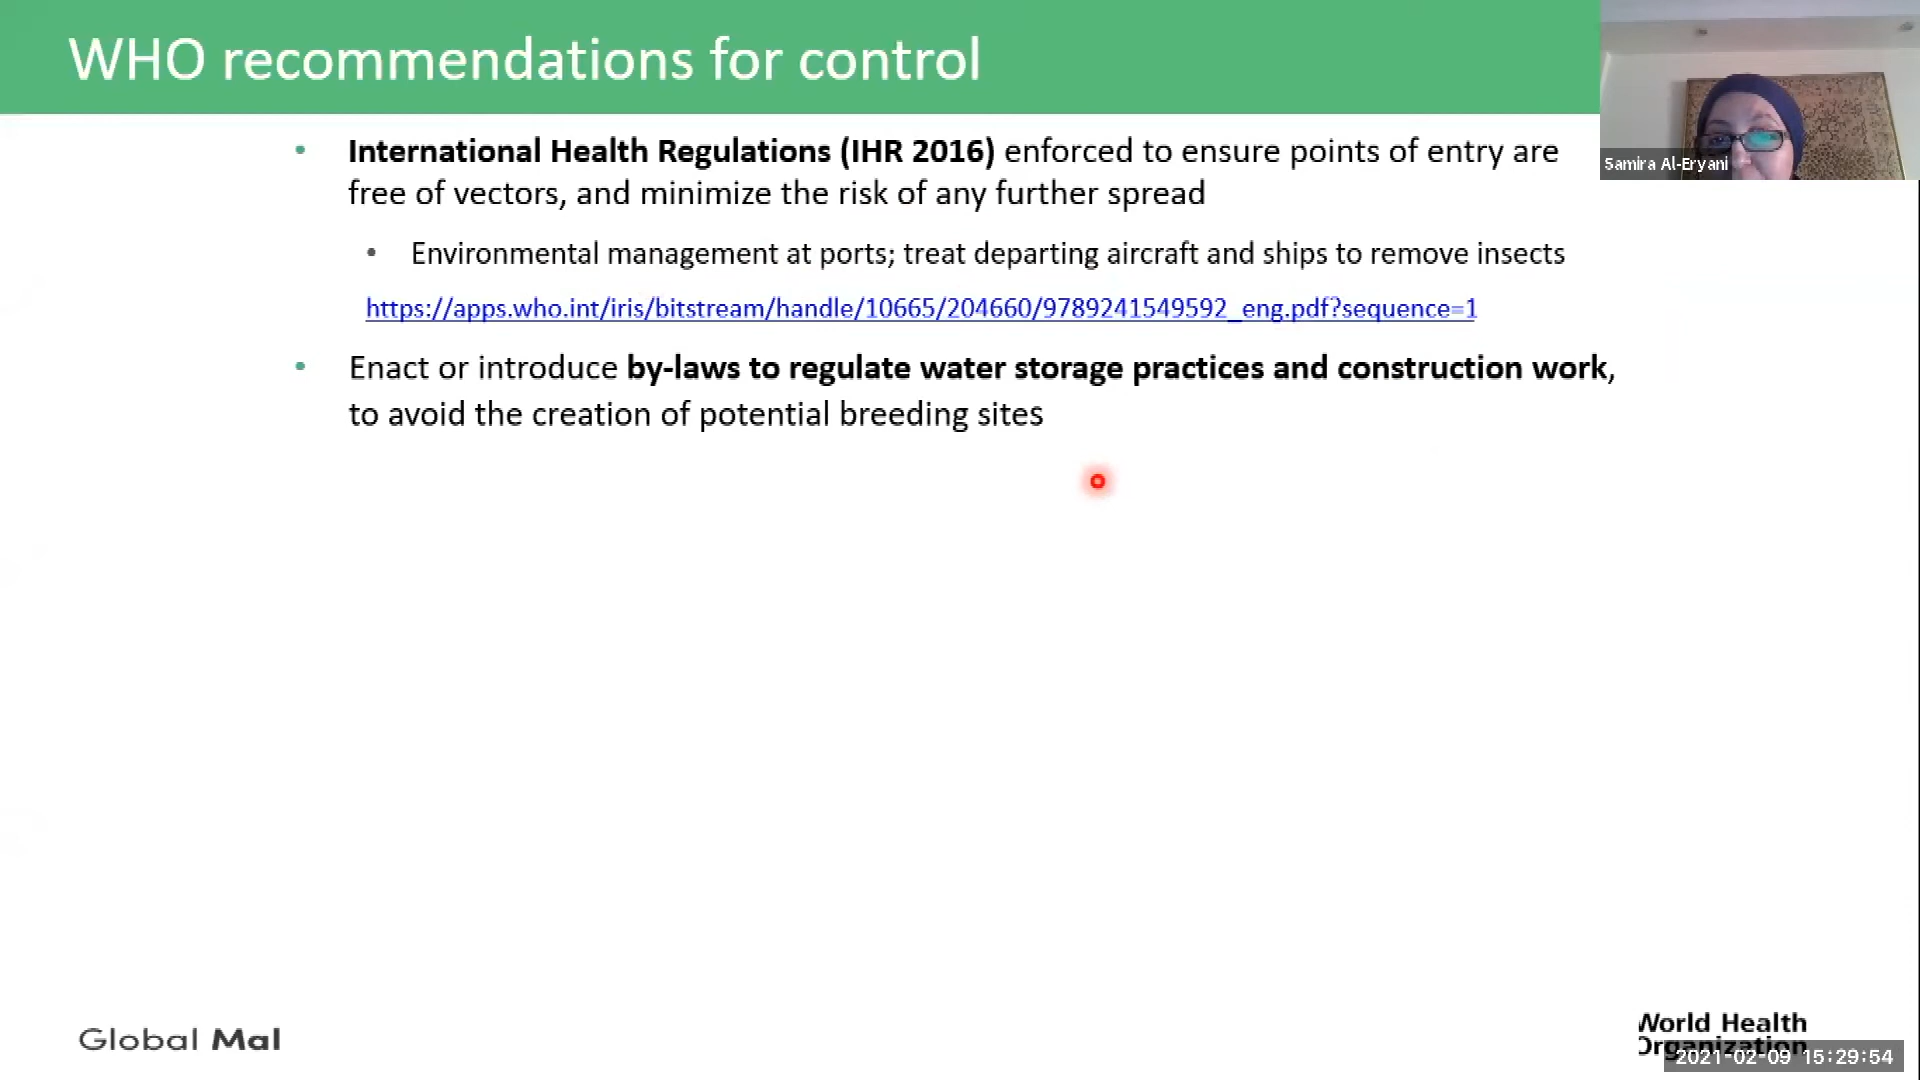 WHO recommendations for control
Samira Al-Eryani
• International Health Regulations (IHR 2016) enforced to ensure points of entry are
free of vectors, and minimize the risk of any further spread
• Environmental management at ports; treat departing aircraft and ships to remove insects
https://apps.who.int/iris/bitstream/handle/10665/204660/9789241549592_eng.pdf?sequence=1
• Enact or introduce by-laws to regulate water storage practices and construction work,
to avoid the creation of potential breeding sites
Global Mal
World Health
Organization
2021-02-09 15:29:54